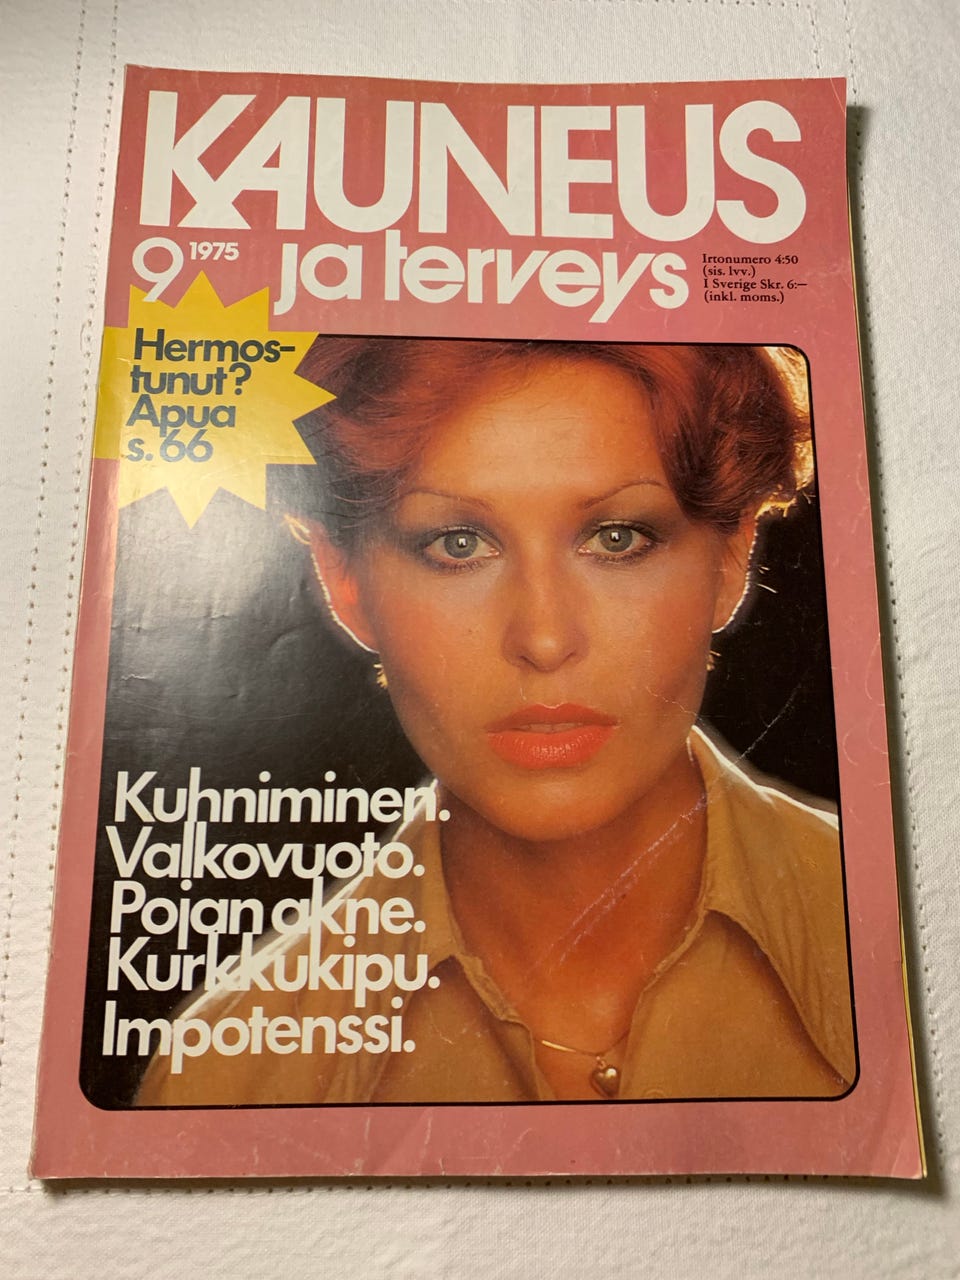 KAUNEUS
9 1975
ja terveys
Irtonumero 4:50
(sis. lvv.)
I Sverige Skr. 6:—
(inkl. moms.)
Hermos-
tunut?
Apua
s. 66
Kuhniminen.
Valkovuoto.
Pojan akne.
Kurkkukipu.
Impotenssi.